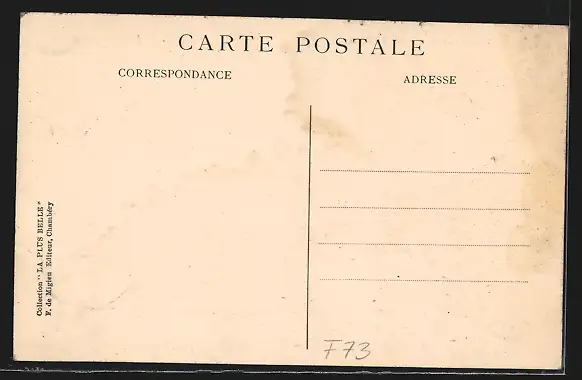 CARTE POSTALE
CORRESPONDANCE
ADRESSE
Collection "LA PLUS BELLE"
F. de Migieu Editeur, Chambéry
F73